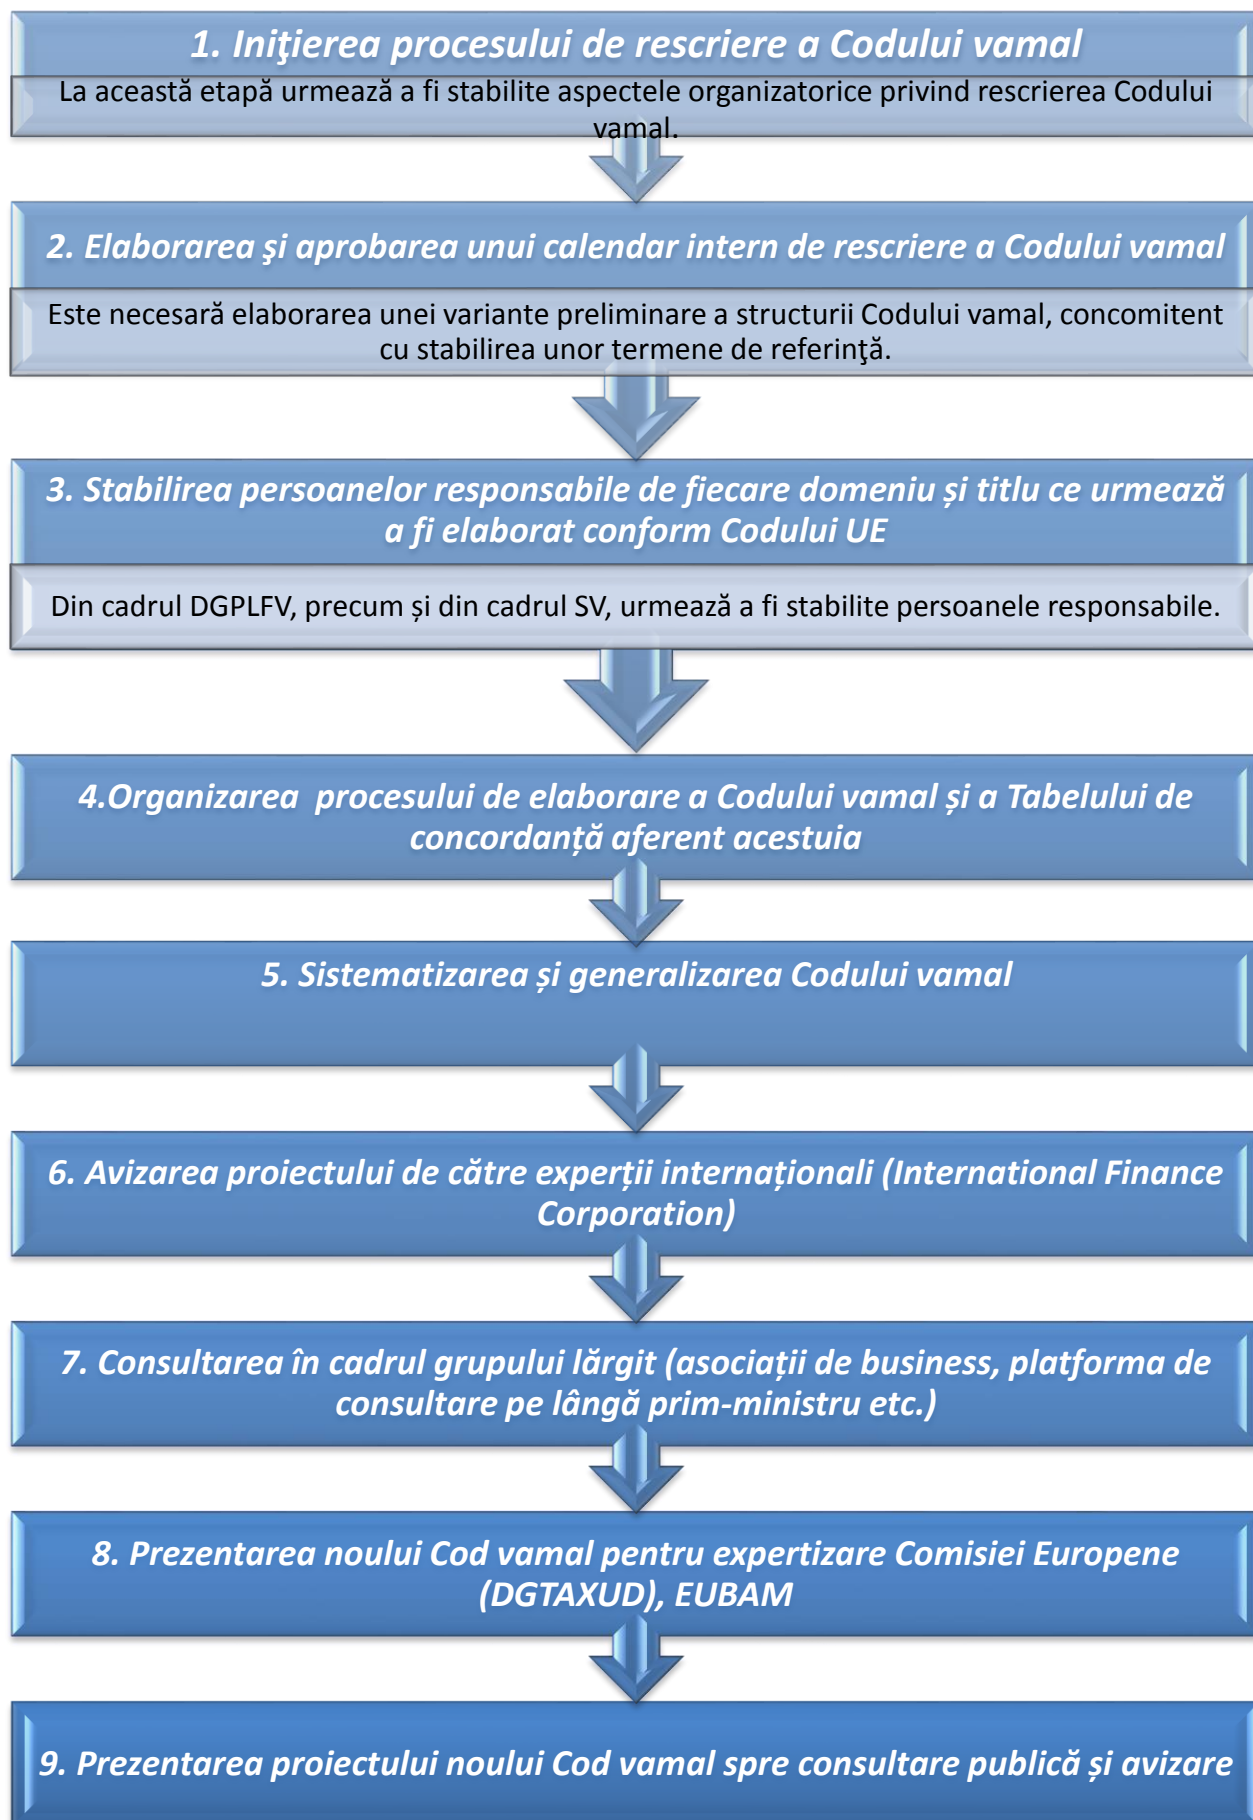 1. Iniţierea procesului de rescriere a Codului vamal
La această etapă urmează a fi stabilite aspectele organizatorice privind rescrierea Codului
vamal.
2. Elaborarea şi aprobarea unui calendar intern de rescriere a Codului vamal
Este necesară elaborarea unei variante preliminare a structurii Codului vamal, concomitent
cu stabilirea unor termene de referinţă.
3. Stabilirea persoanelor responsabile de fiecare domeniu și titlu ce urmează
a fi elaborat conform Codului UE
Din cadrul DGPLFV, precum și din cadrul SV, urmează a fi stabilite persoanele responsabile.
4.Organizarea procesului de elaborare a Codului vamal și a Tabelului de
concordanță aferent acestuia
5. Sistematizarea și generalizarea Codului vamal
6. Avizarea proiectului de către experții internaționali (International Finance
Corporation)
7. Consultarea în cadrul grupului lărgit (asociații de business, platforma de
consultare pe lângă prim-ministru etc.)
8. Prezentarea noului Cod vamal pentru expertizare Comisiei Europene
(DGTAXUD), EUBAM
9. Prezentarea proiectului noului Cod vamal spre consultare publică și avizare